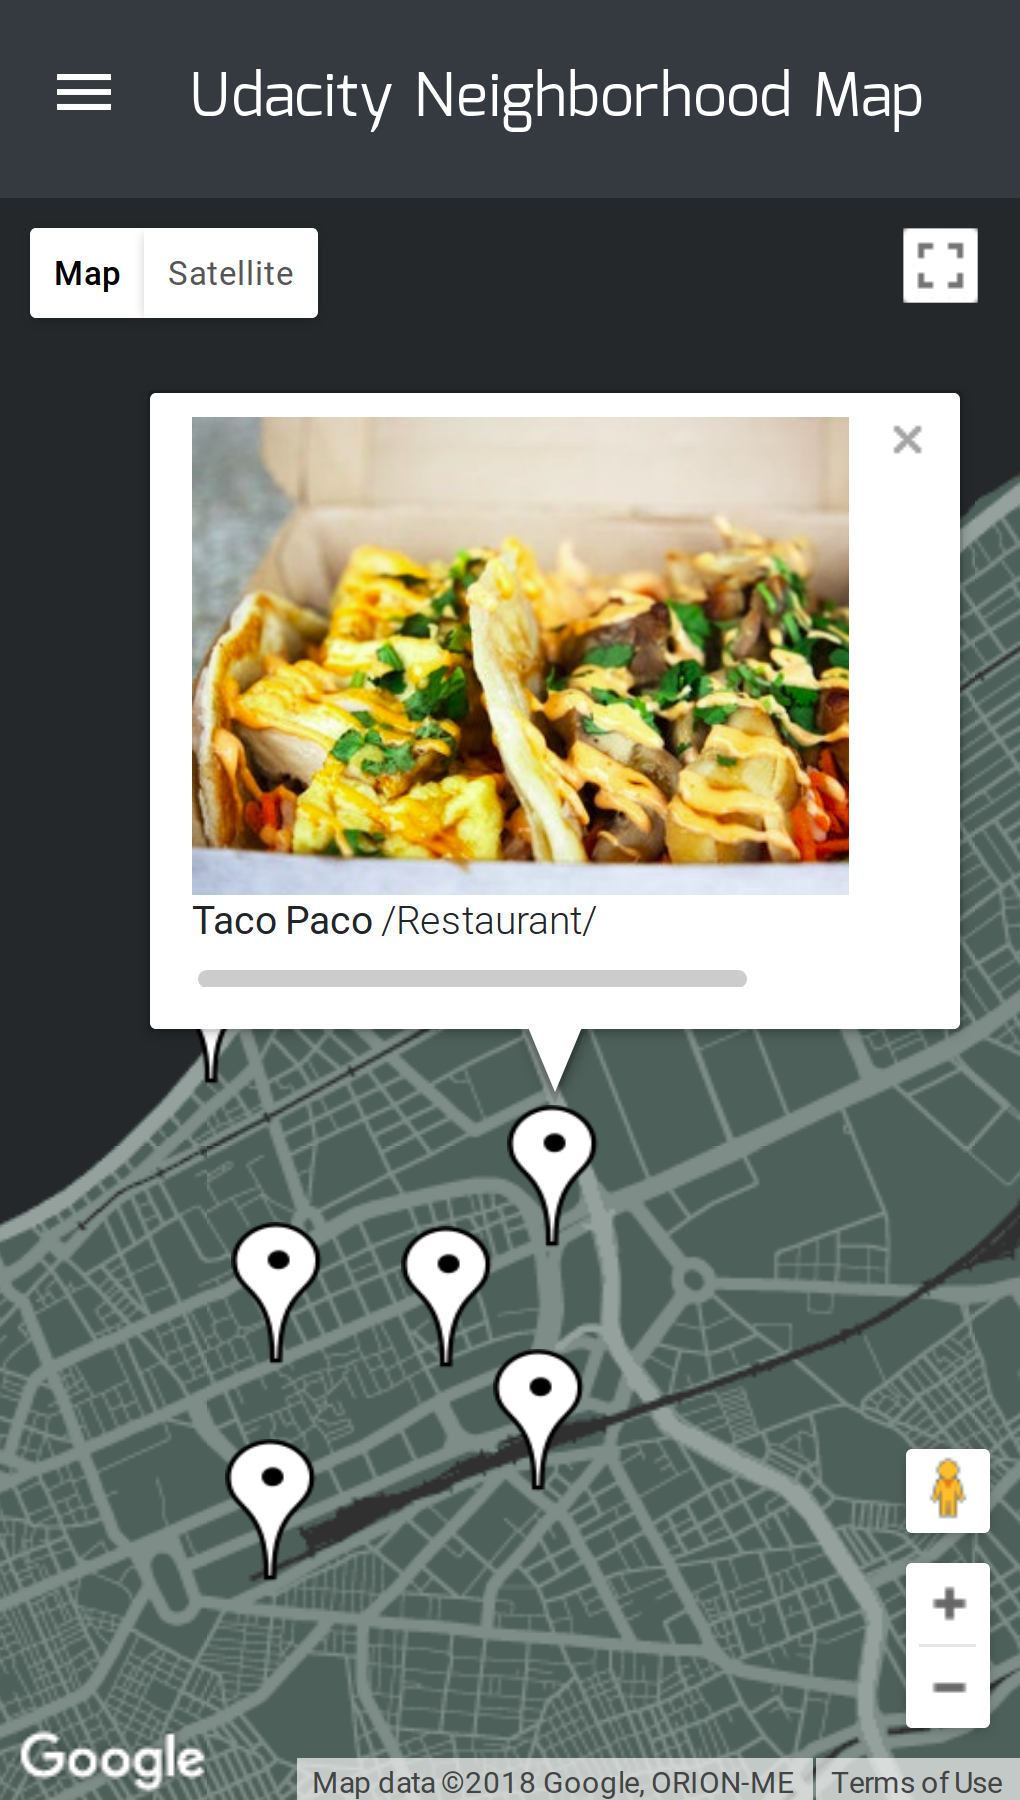 Udacity Neighborhood Map
Map Satellite
Taco Paco /Restaurant/
Google
Map data ©2018 Google, ORION-ME Terms of Use